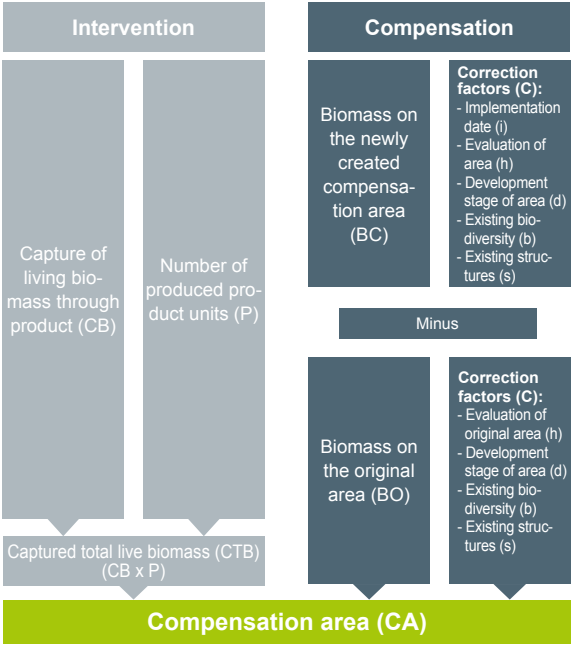 Intervention
Capture of
living bio-
mass through
product (CB)
Number of
produced pro-
duct units (P)
Captured total live biomass (CTB)
(CB x P)
Compensation
Biomass on
the newly
created
compensa-
tion area
(BC)
Correction
factors (C):
- Implementation
date (i)
- Evaluation of
area (h)
- Development
stage of area (d)
- Existing bio-
diversity (b)
- Existing struc-
tures (s)
Minus
Biomass on
the original
area (BO)
Correction
factors (C):
- Evaluation of
original area (h)
- Development
stage of area (d)
- Existing bio-
diversity (b)
- Existing struc-
tures (s)
Compensation area (CA)